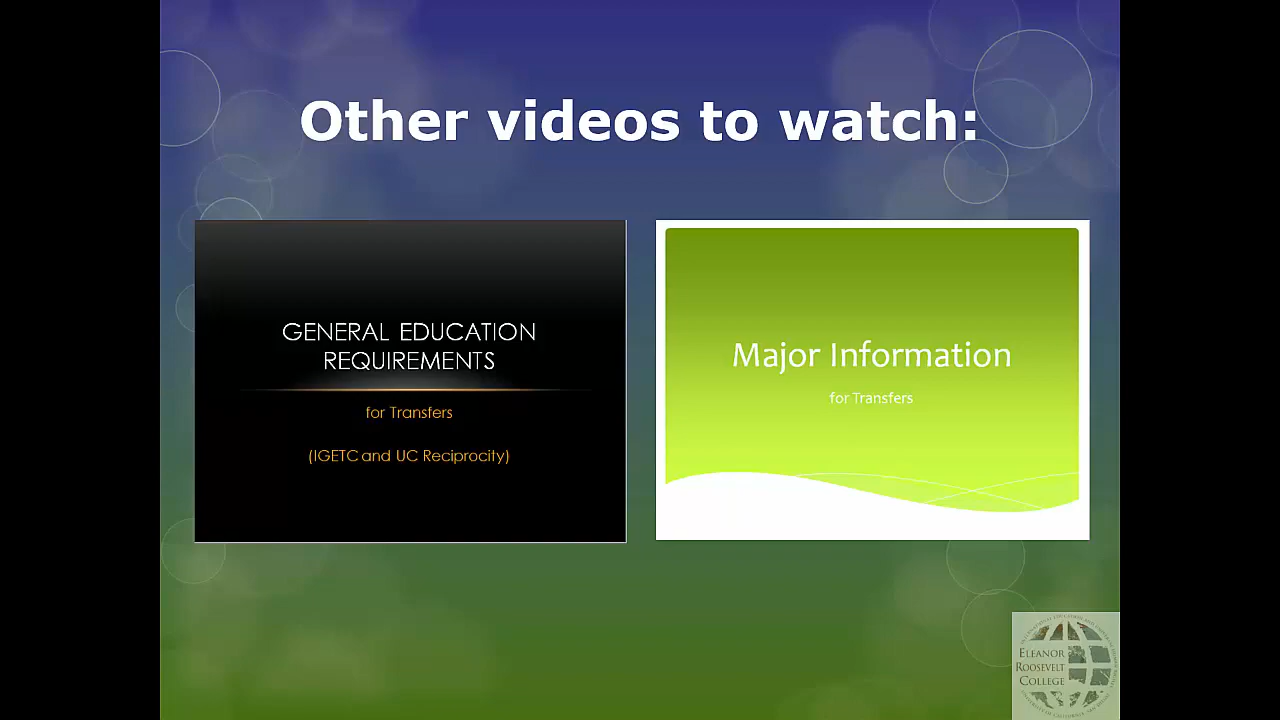 Other videos to watch:
GENERAL EDUCATION
REQUIREMENTS
for Transfers
(IGETC and UC Reciprocity)
Major Information
for Transfers
ELEANOR
ROOSEVELT
COLLEGE